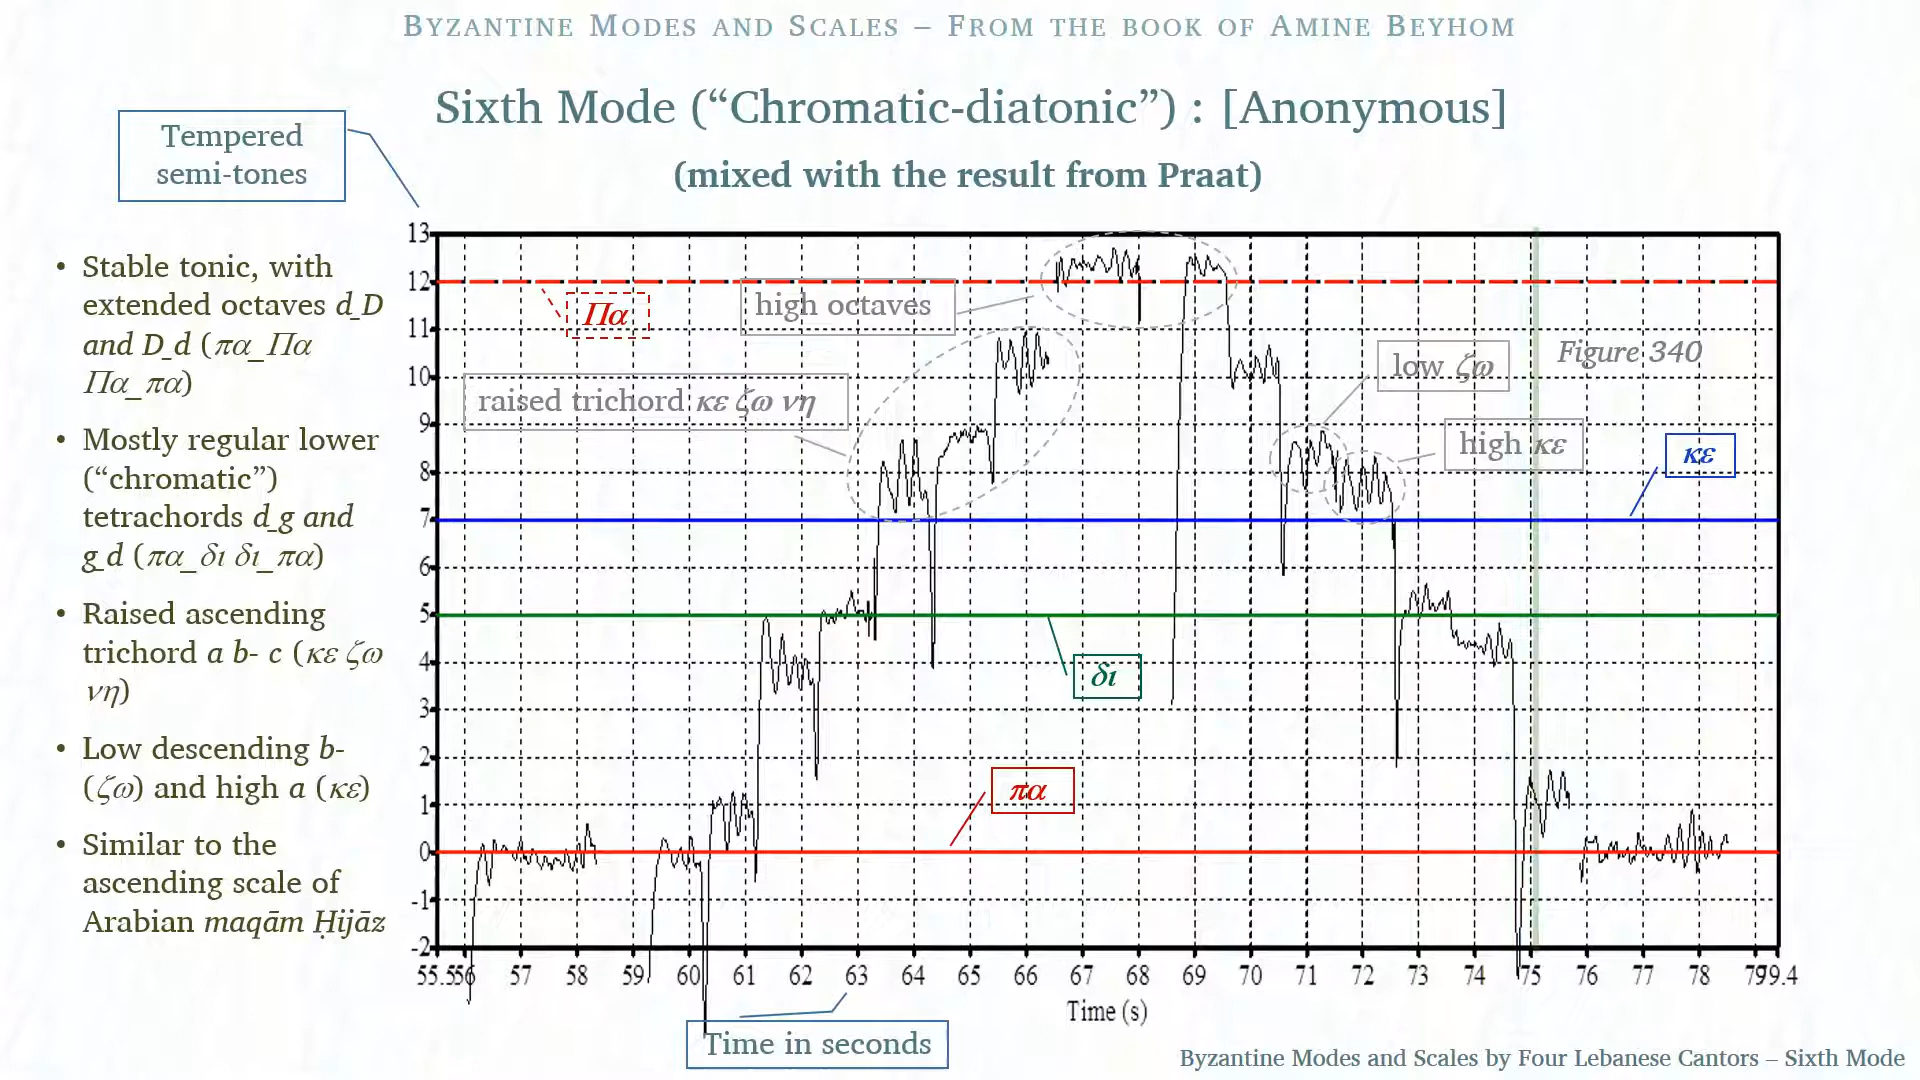 BYZANTINE MODES AND SCALES – FROM THE BOOK OF AMINE BEYHOM
Sixth Mode (“Chromatic-diatonic”) : [Anonymous]
(mixed with the result from Praat)
Tempered
semi-tones
• Stable tonic, with
extended octaves d_D
and D_d (πα_Πα
Πα_πα)
• Mostly regular lower
(“chromatic”)
tetrachords d_g and
g_d (πα_δι δι_πα)
• Raised ascending
trichord a b- c (κε ζω
νη)
• Low descending b-
(ζω) and high a (κε)
• Similar to the
ascending scale of
Arabian maqām Ḥijāz
13
12
11
10
9
8
7
6
5
4
3
2
1
0
-1
-2
Πα
high octaves
raised trichord κε ζω νη
low ζω
Figure 340
high κε
κε
δι
πα
55.5 56 57 58 59 60 61 62 63 64 65 66 67 68 69 70 71 72 73 74 75 76 77 78 79 79.4
Time (s)
Time in seconds
Byzantine Modes and Scales by Four Lebanese Cantors – Sixth Mode